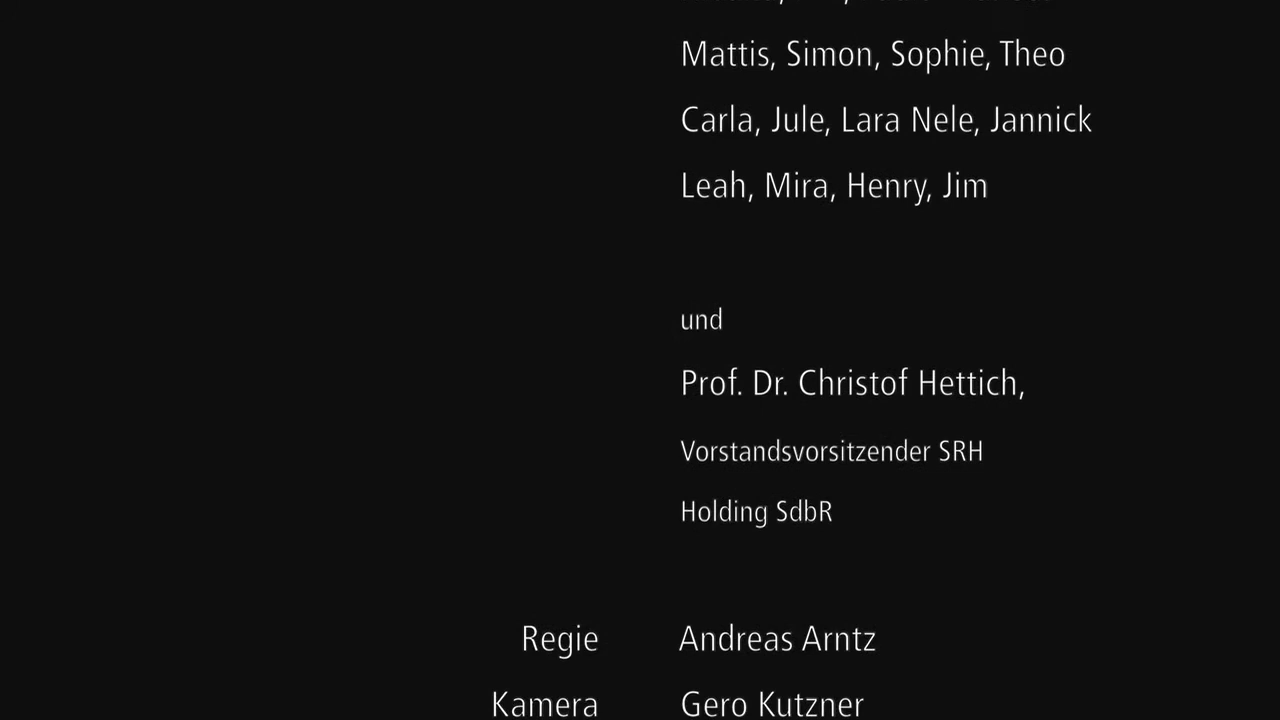 Mattis, Simon, Sophie, Theo
Carla, Jule, Lara Nele, Jannick
Leah, Mira, Henry, Jim
und
Prof. Dr. Christof Hettich,
Vorstandsvorsitzender SRH
Holding SdbR
Regie Andreas Arntz
Kamera Gero Kutzner